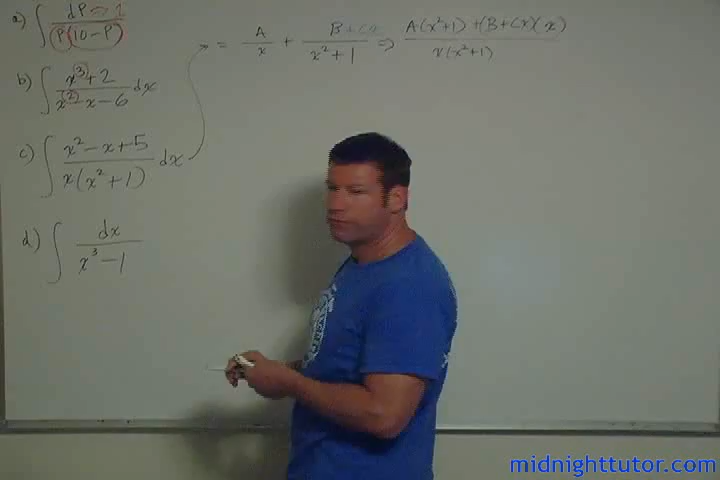 a) ∫ dP → 1 / P(10 - P)
= A / x + B + Cx / x² + 1 ⇒ A(x²+1) + (B + Cx)(x) / x(x²+1)
b) ∫ x³ + 2 / x² - x - 6 dx
c) ∫ x² - x + 5 / x(x² + 1) dx
d) ∫ dx / x³ - 1
midnighttutor.com